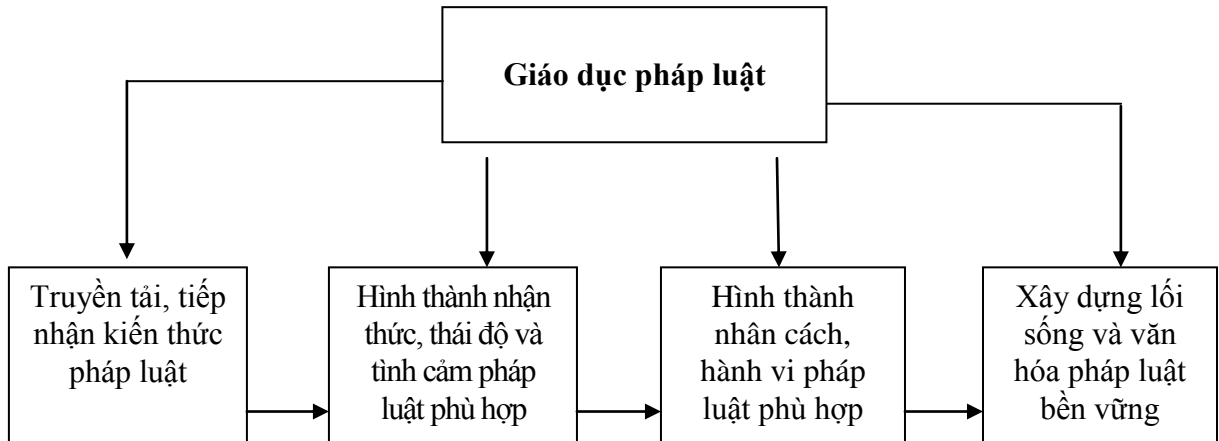 Giáo dục pháp luật
Truyền tải, tiếp
nhận kiến thức
pháp luật
Hình thành nhận
thức, thái độ và
tình cảm pháp
luật phù hợp
Hình thành
nhân cách,
hành vi pháp
luật phù hợp
Xây dựng lối
sống và văn
hóa pháp luật
bền vững